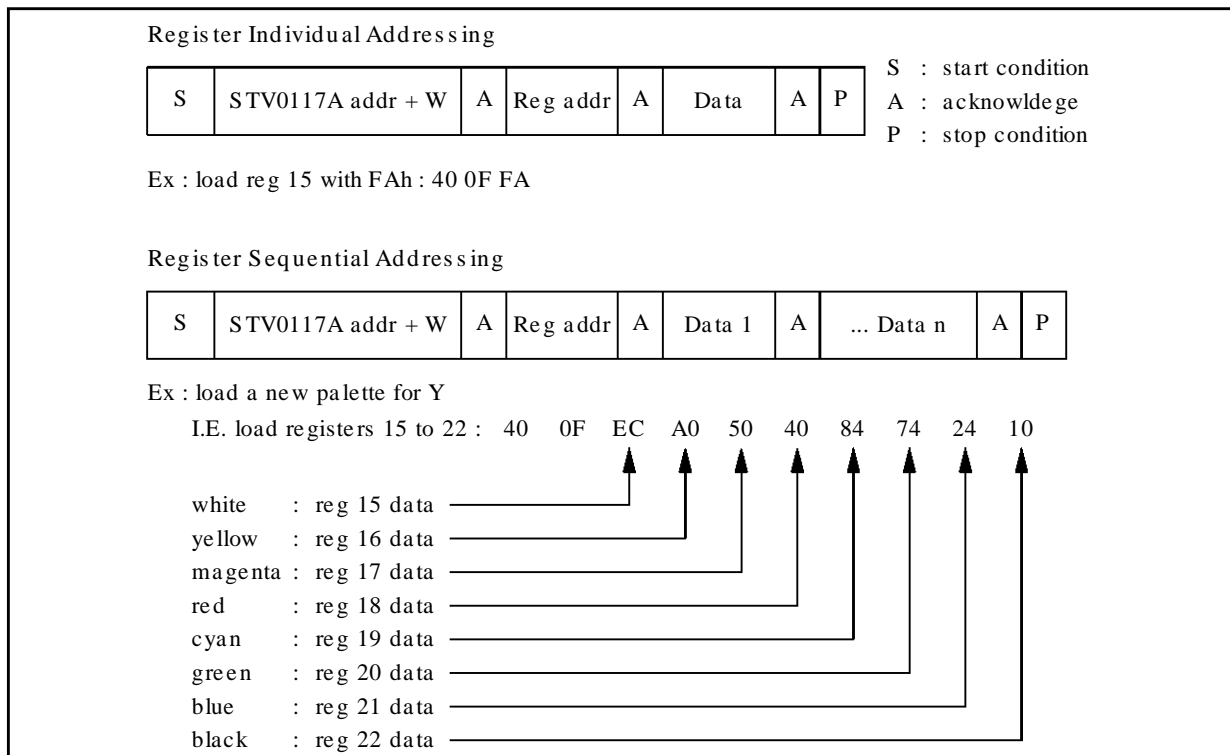 Register Individual Addressing
S STV0117A addr + W A Reg addr A Data A P
S : start condition
A : acknowldege
P : stop condition
Ex : load reg 15 with FAh : 40 0F FA
Register Sequential Addressing
S STV0117A addr + W A Reg addr A Data 1 A ... Data n A P
Ex : load a new palette for Y
I.E. load registers 15 to 22 : 40 0F EC A0 50 40 84 74 24 10
white : reg 15 data
yellow : reg 16 data
magenta : reg 17 data
red : reg 18 data
cyan : reg 19 data
green : reg 20 data
blue : reg 21 data
black : reg 22 data